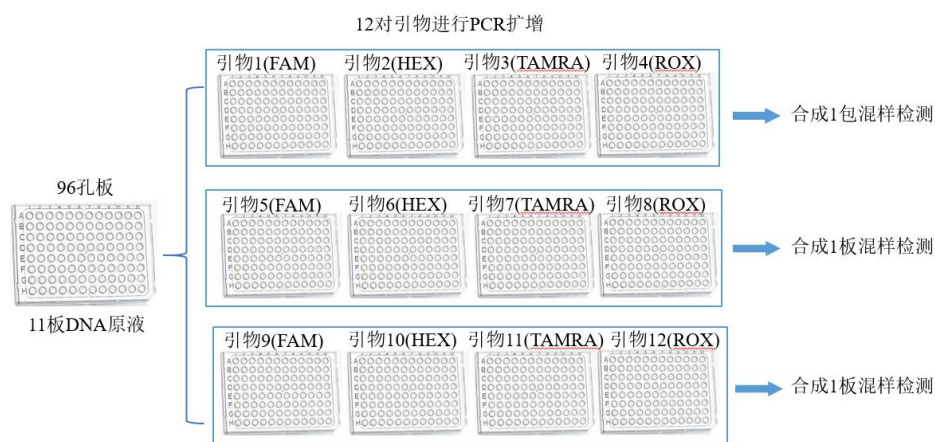 12对引物进行PCR扩增
引物1(FAM) 引物2(HEX) 引物3(TAMRA) 引物4(ROX)
合成1包混样检测
96孔板
11板DNA原液
引物5(FAM) 引物6(HEX) 引物7(TAMRA) 引物8(ROX)
合成1板混样检测
引物9(FAM) 引物10(HEX) 引物11(TAMRA) 引物12(ROX)
合成1板混样检测